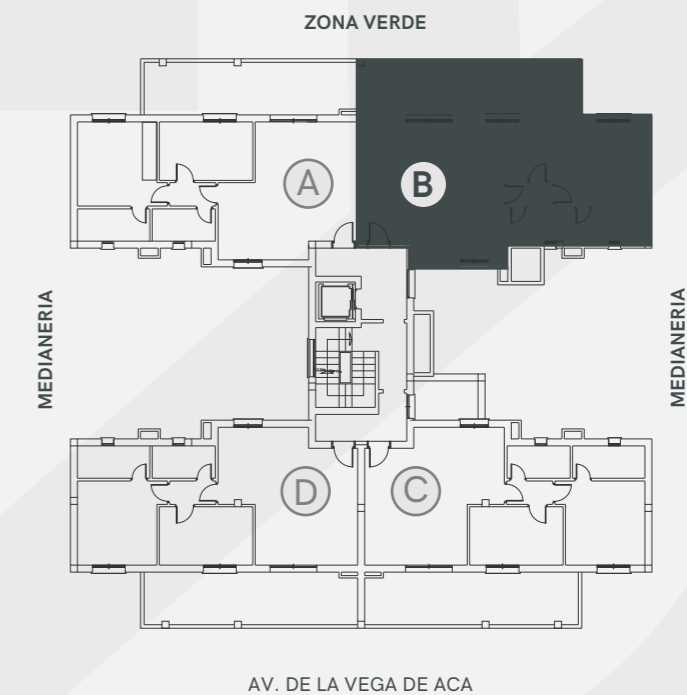 ZONA VERDE
A
B
MEDIANERIA
MEDIANERIA
D
C
AV. DE LA VEGA DE ACA